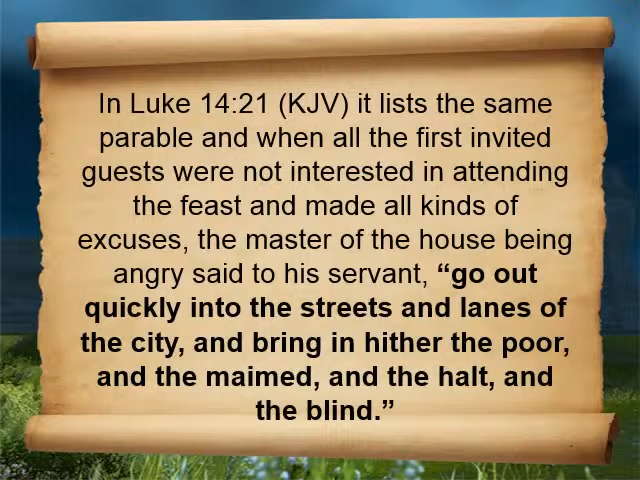 In Luke 14:21 (KJV) it lists the same
parable and when all the first invited
guests were not interested in attending
the feast and made all kinds of
excuses, the master of the house being
angry said to his servant, “go out
quickly into the streets and lanes of
the city, and bring in hither the poor,
and the maimed, and the halt, and
the blind.”